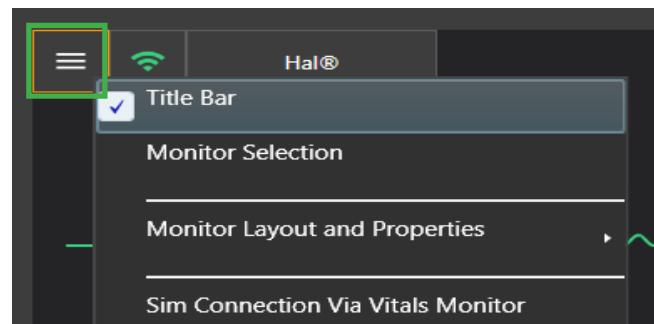 Hal®
Title Bar
Monitor Selection
Monitor Layout and Properties
Sim Connection Via Vitals Monitor